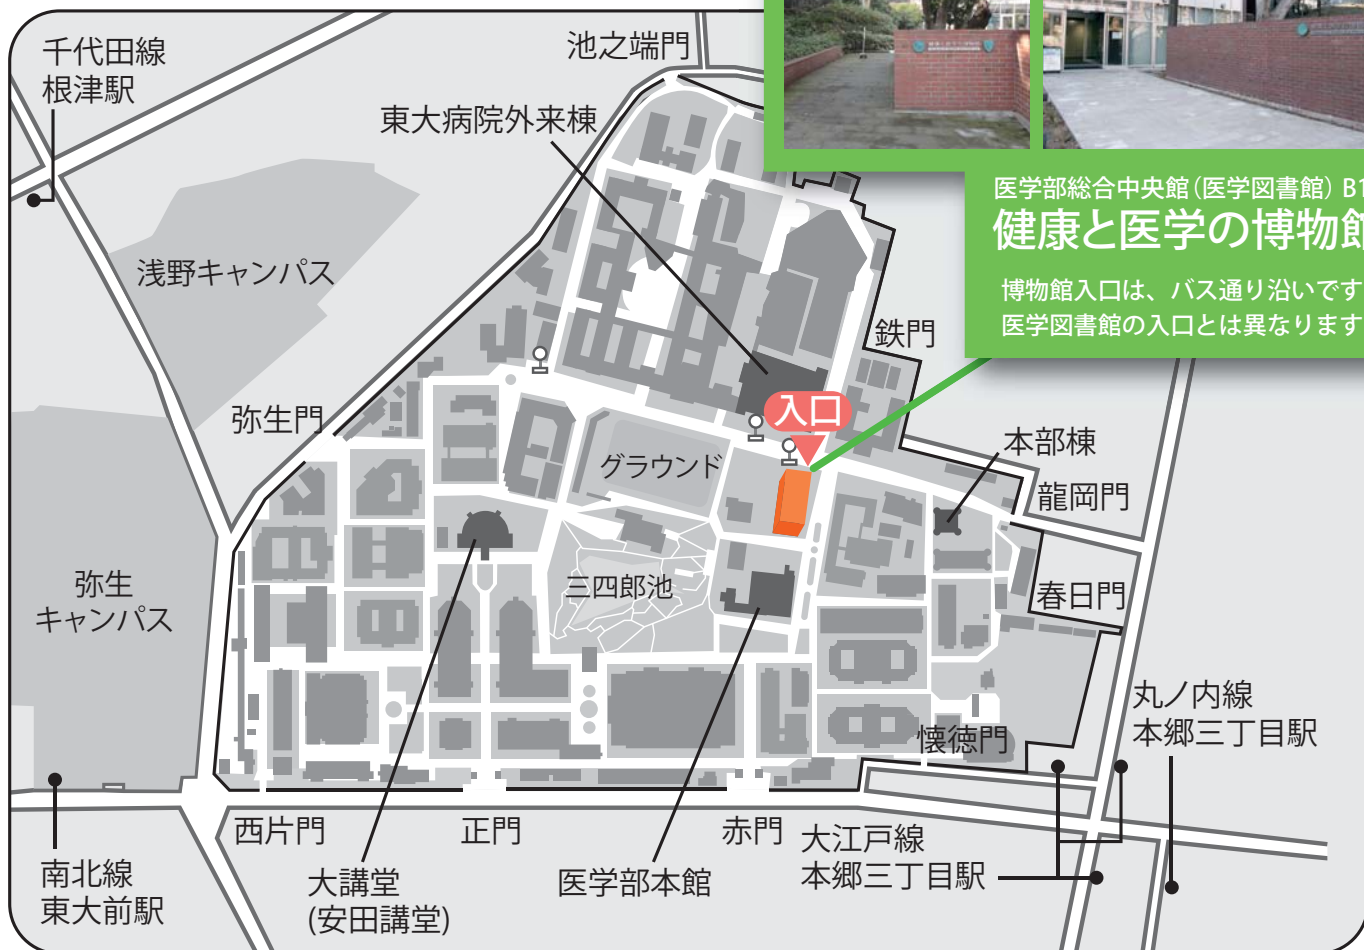 千代田線
根津駅
池之端門
東大病院外来棟
医学部総合中央館(医学図書館) B1
健康と医学の博物館
博物館入口は、バス通り沿いです
医学図書館の入口とは異なります
浅野キャンパス
鉄門
弥生門
入口
グラウンド
本部棟
龍岡門
弥生
キャンパス
三四郎池
春日門
丸ノ内線
本郷三丁目駅
懐徳門
西片門
正門
赤門
大江戸線
本郷三丁目駅
南北線
東大前駅
大講堂
(安田講堂)
医学部本館